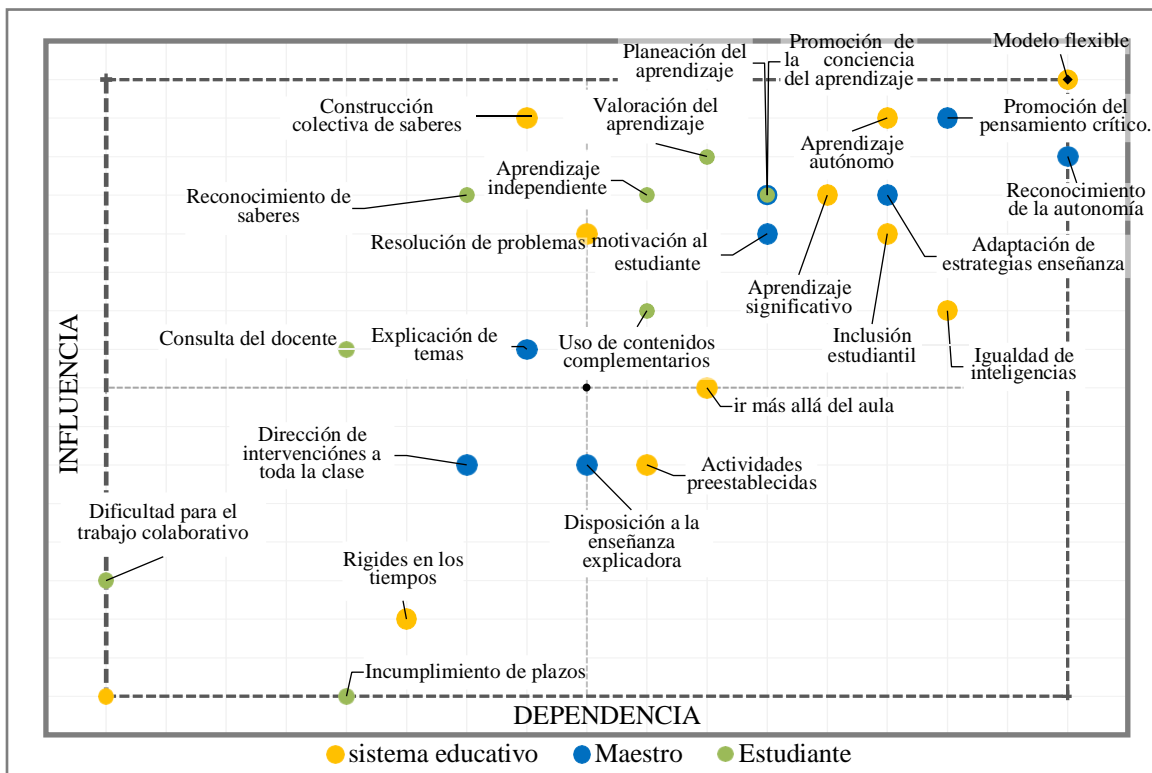 Modelo flexible
Planeación del
aprendizaje
Promoción de
la conciencia
del aprendizaje
Construcción
colectiva de saberes
Valoración del
aprendizaje
Promoción del
pensamiento crítico.
Aprendizaje
autónomo
Aprendizaje
independiente
Reconocimiento de
saberes
Reconocimiento
de la autonomía
Resolución de problemas
motivación al
estudiante
Adaptación de
estrategias enseñanza
Aprendizaje
significativo
Consulta del docente
Explicación de
temas
Uso de contenidos
complementarios
Inclusión
estudiantil
Igualdad de
inteligencias
ir más allá del aula
INFLUENCIA
Dirección de
intervenciónes a
toda la clase
Actividades
preestablecidas
Disposición a la
enseñanza
explicadora
Dificultad para el
trabajo colaborativo
Rigides en los
tiempos
Incumplimiento de plazos
DEPENDENCIA
sistema educativo
Maestro
Estudiante